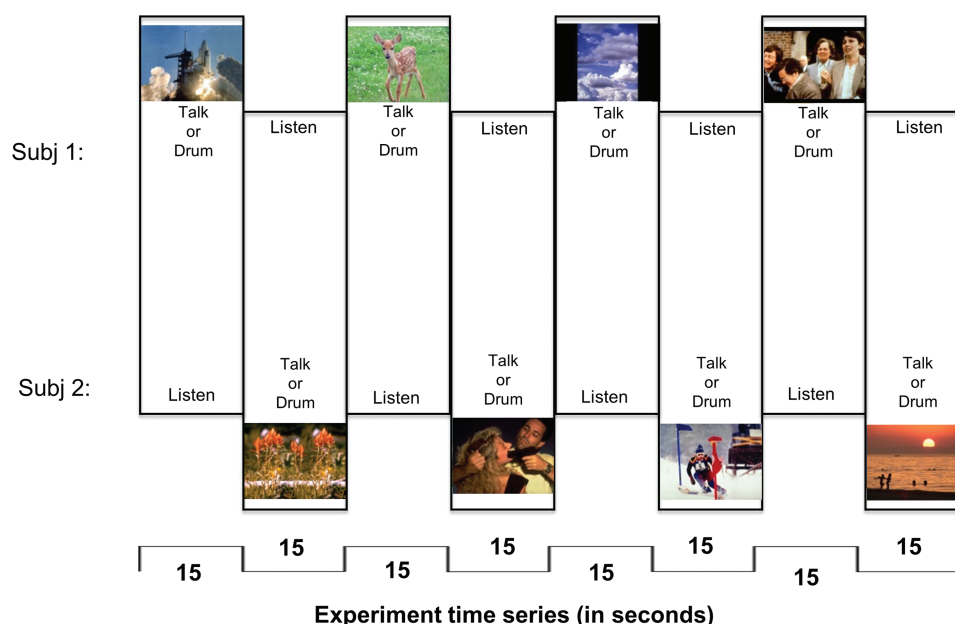 Talk
or
Drum
Listen
Talk
or
Drum
Listen
Talk
or
Drum
Listen
Talk
or
Drum
Listen
Subj 1:
Subj 2:
Listen
Talk
or
Drum
Listen
Talk
or
Drum
Listen
Talk
or
Drum
Listen
Talk
or
Drum
15
15
15
15
15
15
15
15
Experiment time series (in seconds)